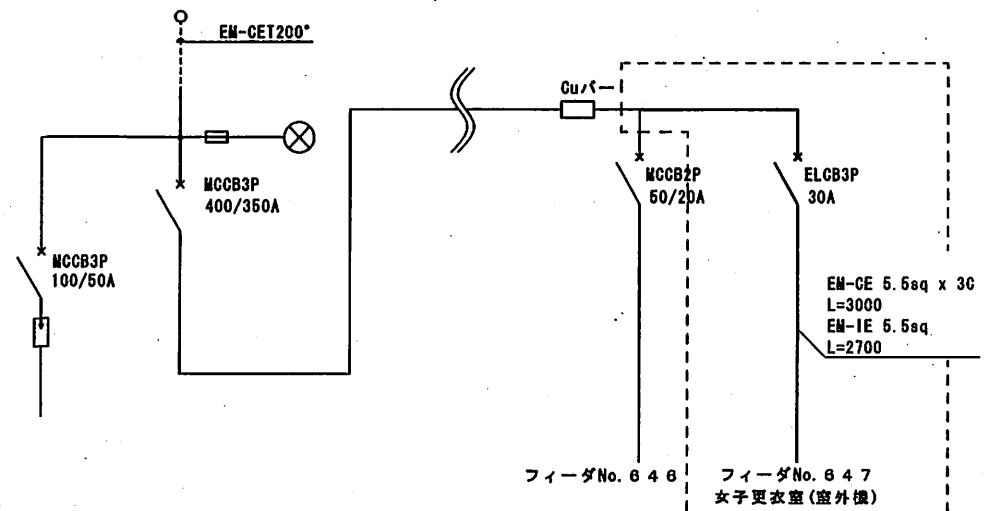 EM-CET200°
Cuバー
MCCB3P
400/350A
MCCB2P
50/20A
ELCB3P
30A
MCCB3P
100/50A
EM-CE 5.5sq x 3C
L=3000
EM-IE 5.5sq
L=2700
フィーダNo.646
フィーダNo.647
女子更衣室(室外機)